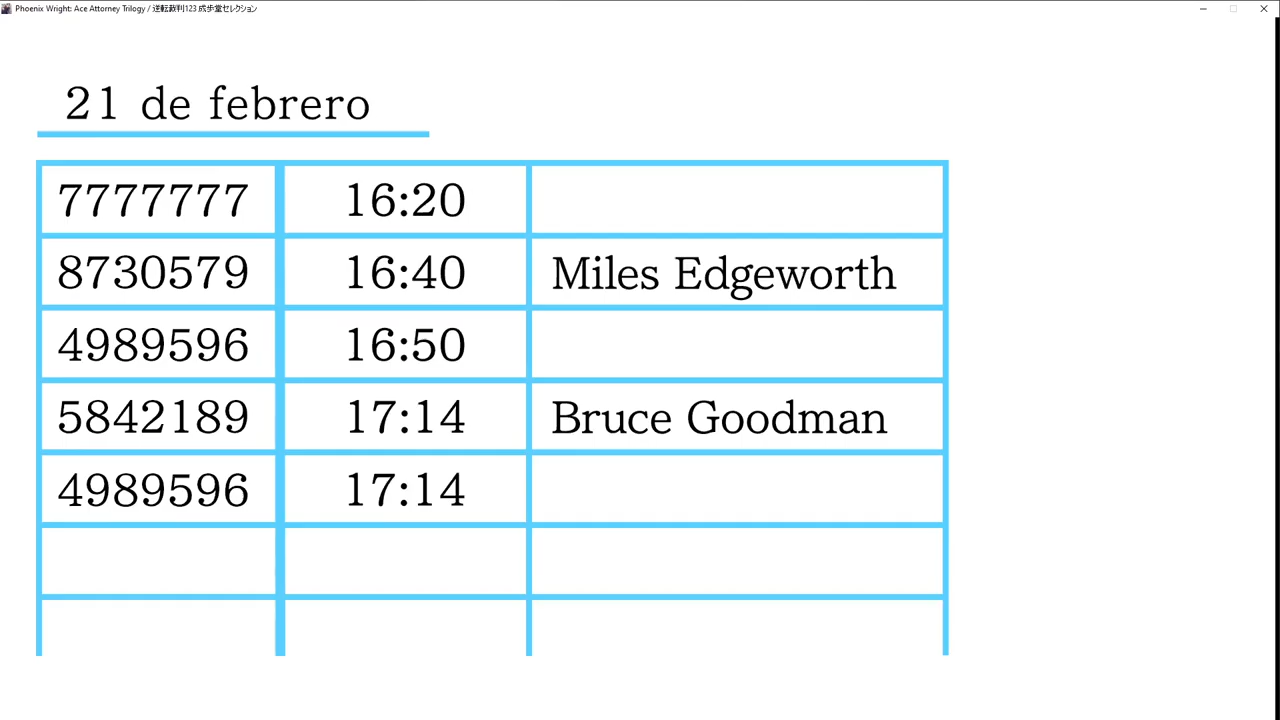 Phoenix Wright: Ace Attorney Trilogy / 逆転裁判123 成歩堂セレクション
21 de febrero
7777777 16:20
8730579 16:40 Miles Edgeworth
4989596 16:50
5842189 17:14 Bruce Goodman
4989596 17:14